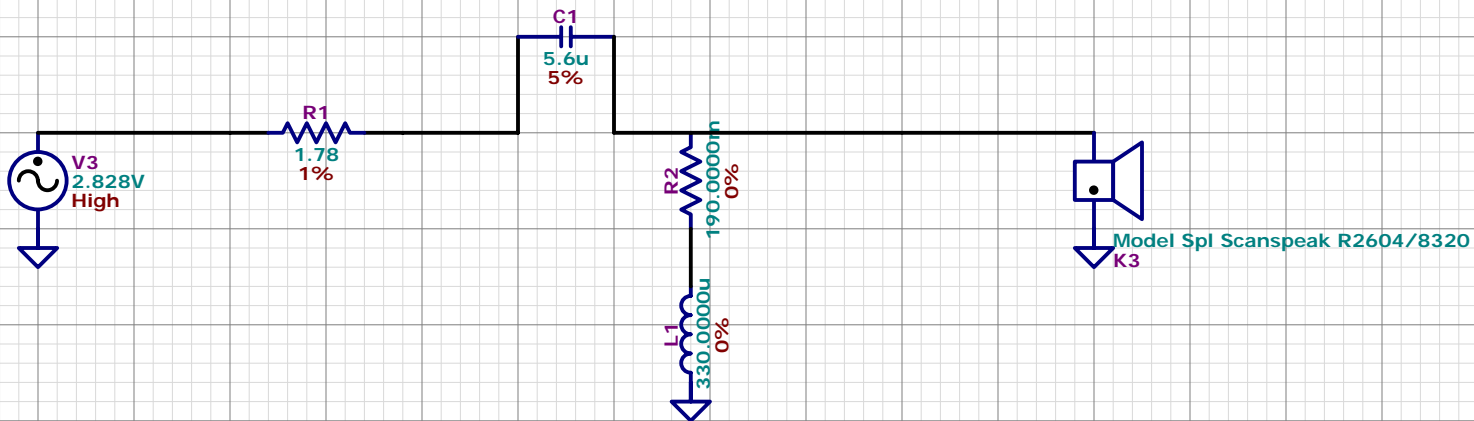 C1
5.6u
5%
R1
1.78
1%
V3
2.828V
High
R2
190.0000m
0%
Model Spl Scanspeak R2604/8320
K3
L1
330.0000u
0%